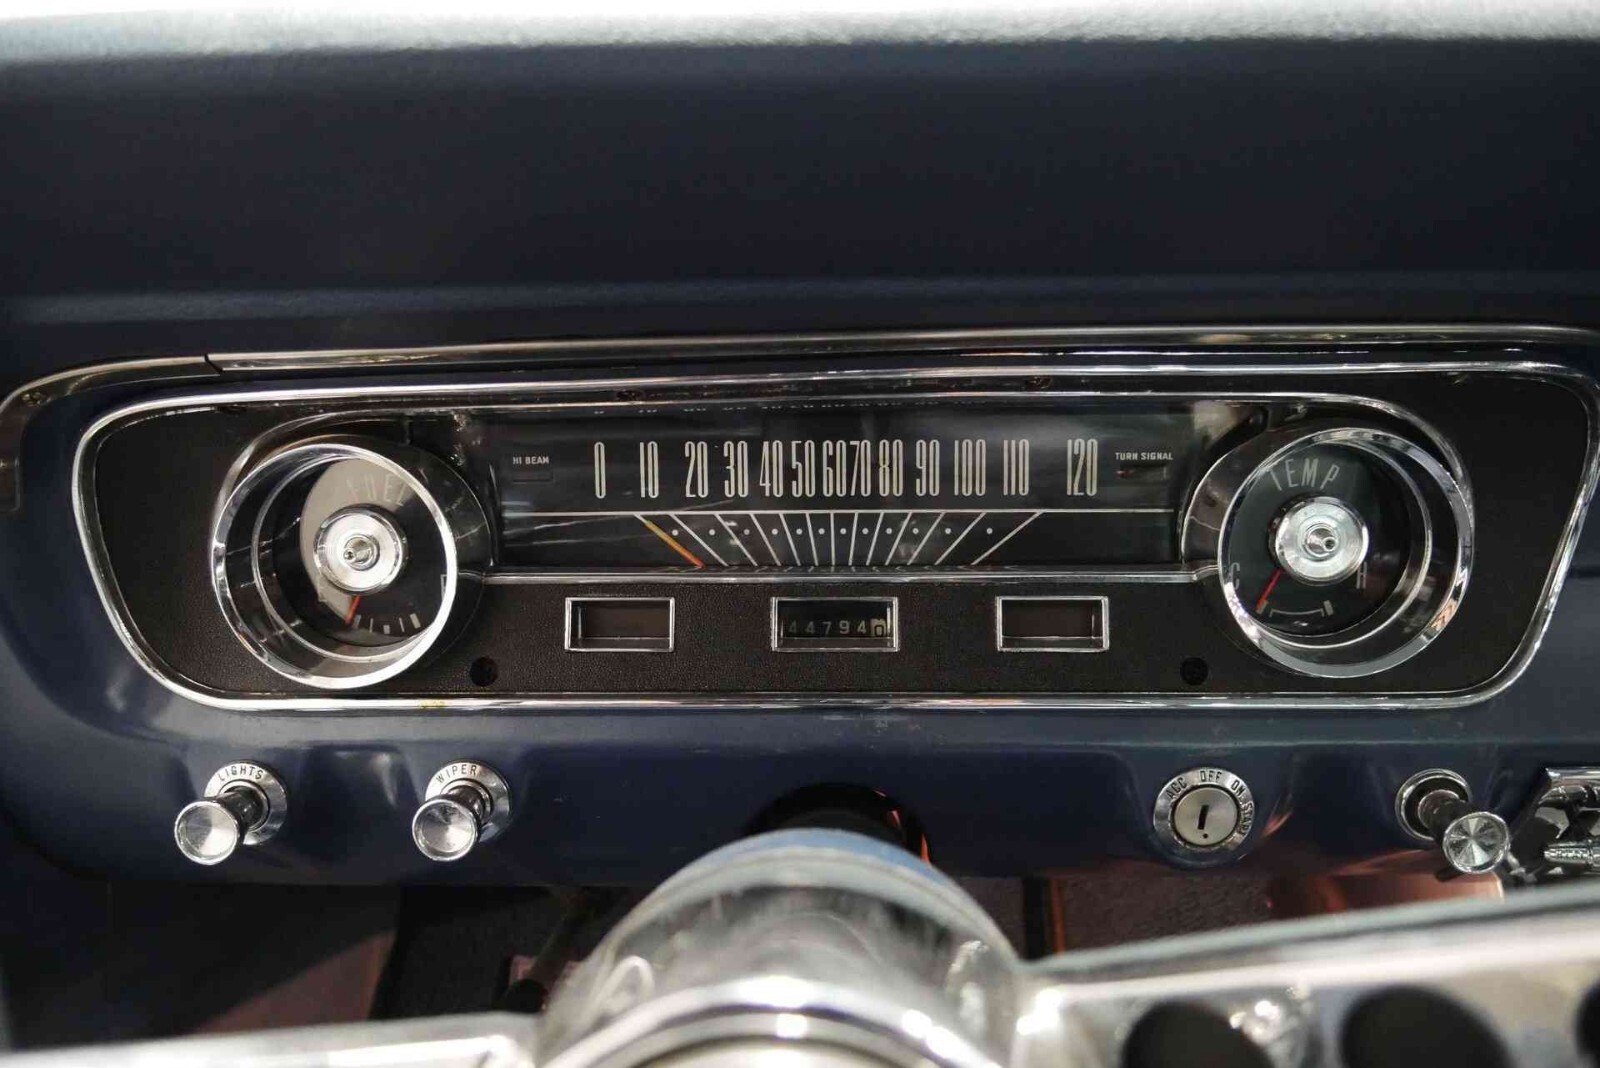 FUEL
HI BEAM
0 10 20 30 40 50 60 70 80 90 100 110 120
TURN SIGNAL
TEMP
C H
447940
LIGHTS
WIPER
ACC OFF ON START